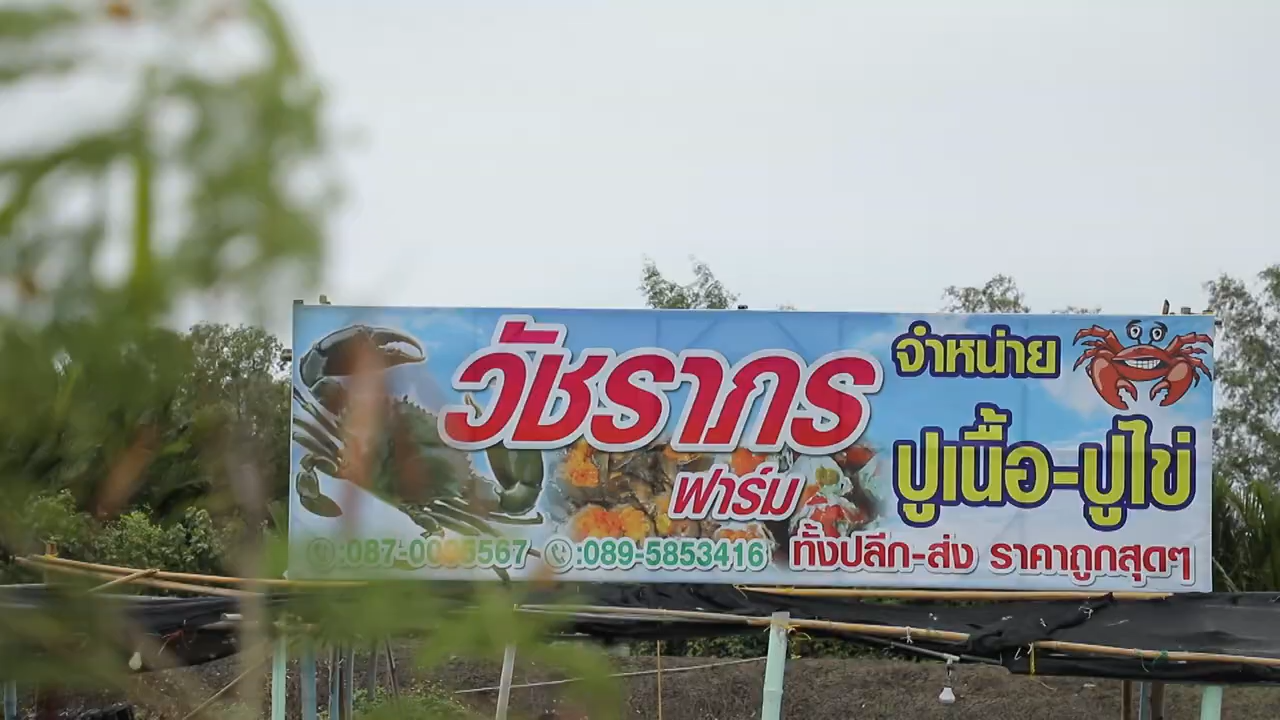 วัชรากร
ฟาร์ม
จำหน่าย
ปูเนื้อ-ปูไข่
ทั้งปลีก-ส่ง ราคาถูกสุดๆ
:089-5853416